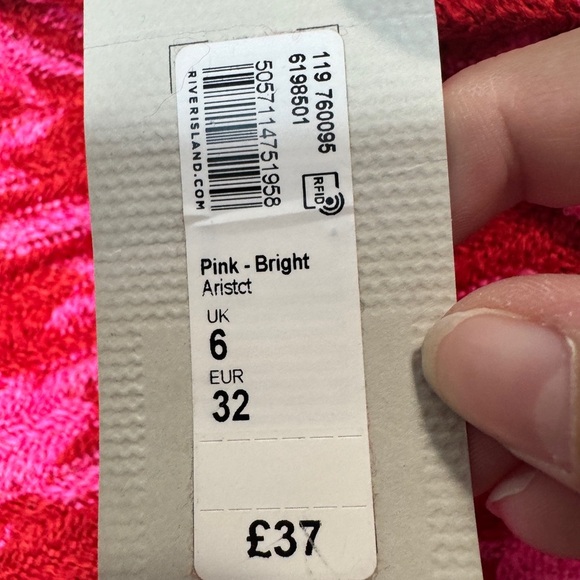 119 760095
6198501
5057114751958
RIVERISLAND.COM
RFID
Pink - Bright
Aristct
UK
6
EUR
32
£37